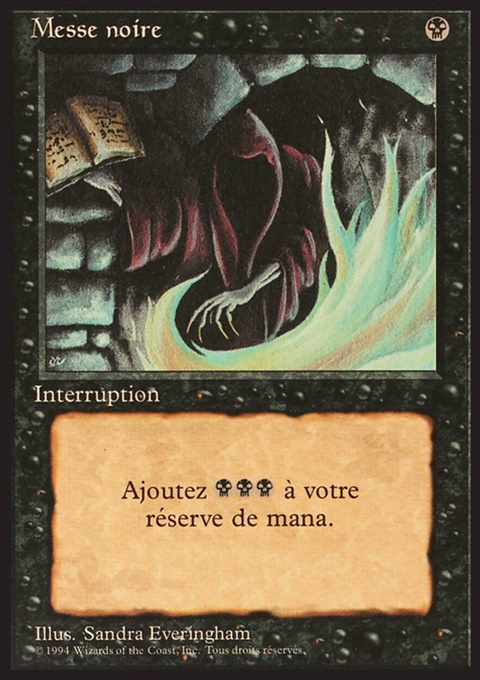 Messe noire
Interruption
Ajoutez à votre
réserve de mana.
Illus. Sandra Everingham
© 1994 Wizards of the Coast, Inc. Tous droits réservés.